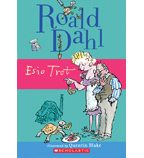 Roald
Dahl
Esio Trot
Illustrated by Quentin Blake
SCHOLASTIC